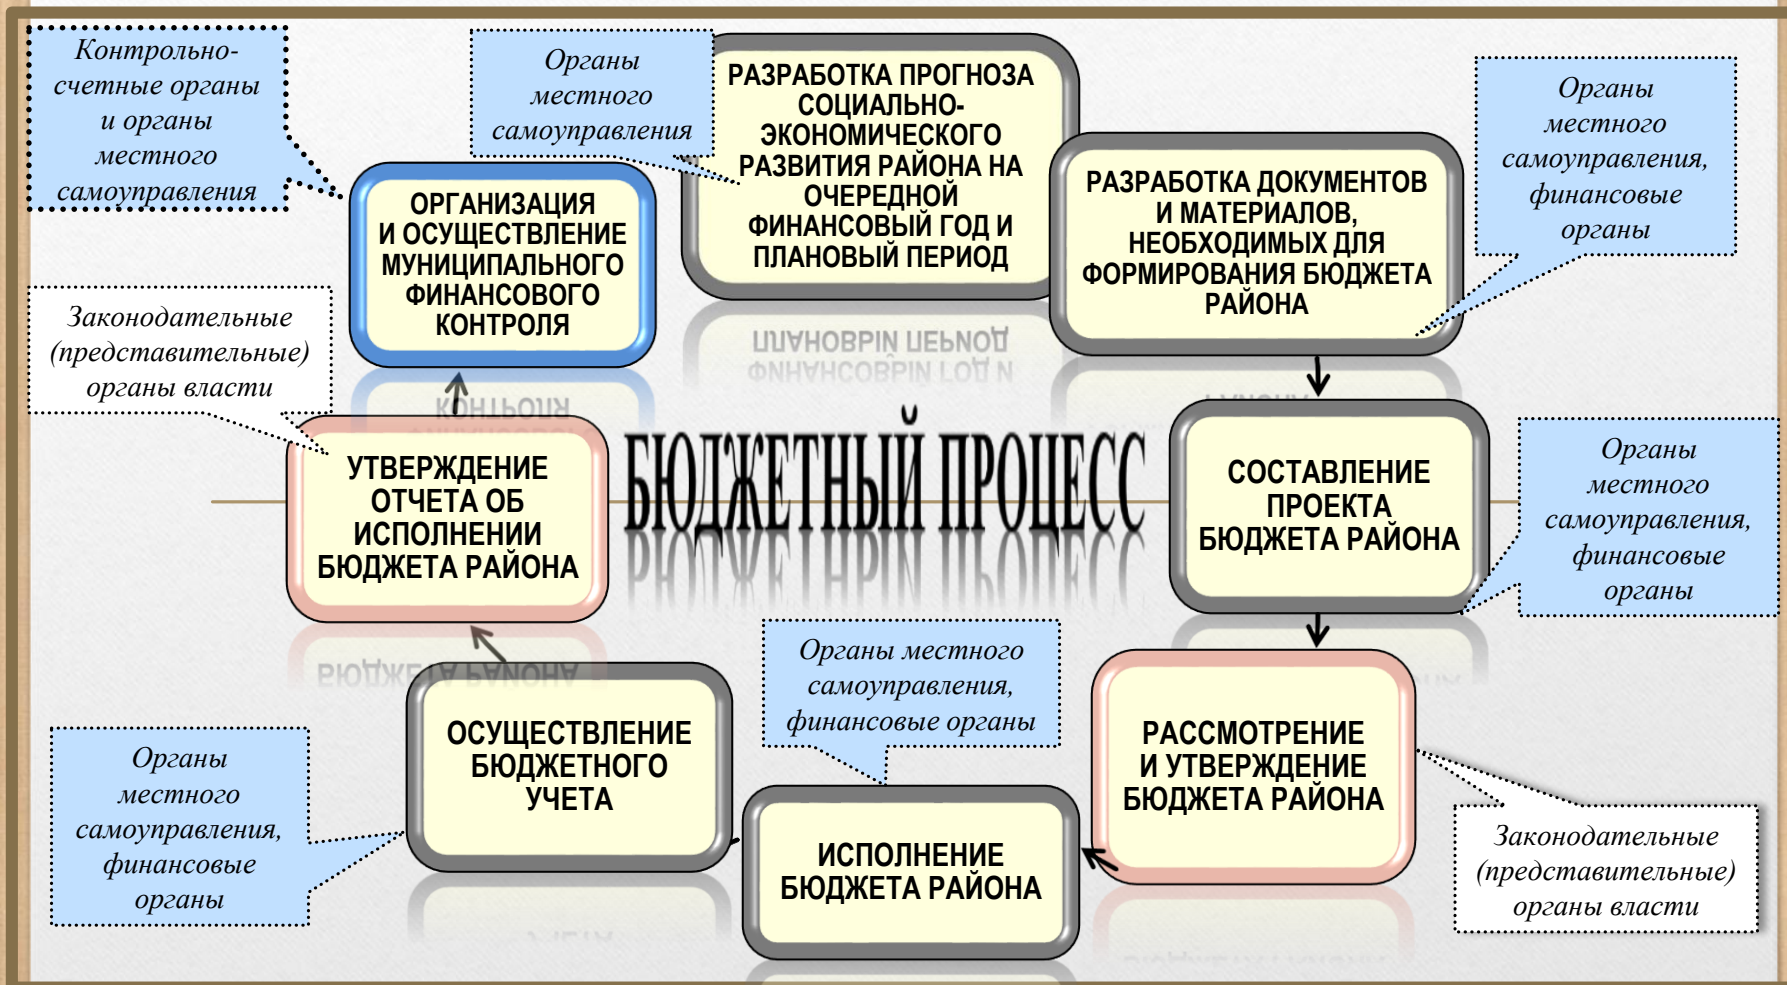 Контрольно-
счетные органы
и органы
местного
самоуправления
Органы
местного
самоуправления
РАЗРАБОТКА ПРОГНОЗА
СОЦИАЛЬНО-
ЭКОНОМИЧЕСКОГО
РАЗВИТИЯ РАЙОНА НА
ОЧЕРЕДНОЙ
ФИНАНСОВЫЙ ГОД И
ПЛАНОВЫЙ ПЕРИОД
Органы
местного
самоуправления,
финансовые
органы
РАЗРАБОТКА ДОКУМЕНТОВ
И МАТЕРИАЛОВ,
НЕОБХОДИМЫХ ДЛЯ
ФОРМИРОВАНИЯ БЮДЖЕТА
РАЙОНА
ОРГАНИЗАЦИЯ
И ОСУЩЕСТВЛЕНИЕ
МУНИЦИПАЛЬНОГО
ФИНАНСОВОГО
КОНТРОЛЯ
Законодательные
(представительные)
органы власти
УТВЕРЖДЕНИЕ
ОТЧЕТА ОБ
ИСПОЛНЕНИИ
БЮДЖЕТА РАЙОНА
БЮДЖЕТНЫЙ ПРОЦЕСС
СОСТАВЛЕНИЕ
ПРОЕКТА
БЮДЖЕТА РАЙОНА
Органы
местного
самоуправления,
финансовые
органы
Органы местного
самоуправления,
финансовые органы
ОСУЩЕСТВЛЕНИЕ
БЮДЖЕТНОГО
УЧЕТА
РАССМОТРЕНИЕ
И УТВЕРЖДЕНИЕ
БЮДЖЕТА РАЙОНА
Органы
местного
самоуправления,
финансовые
органы
ИСПОЛНЕНИЕ
БЮДЖЕТА РАЙОНА
Законодательные
(представительные)
органы власти